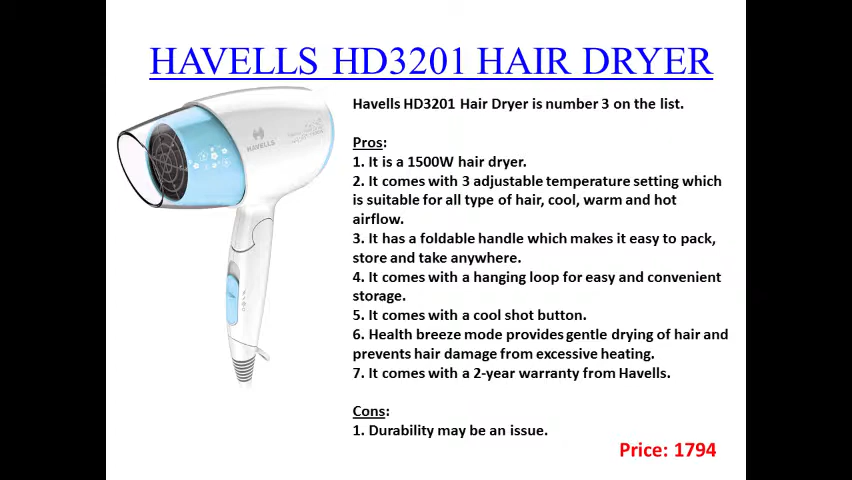 HAVELLS HD3201 HAIR DRYER
Havells HD3201 Hair Dryer is number 3 on the list.
Pros:
1. It is a 1500W hair dryer.
2. It comes with 3 adjustable temperature setting which
is suitable for all type of hair, cool, warm and hot
airflow.
3. It has a foldable handle which makes it easy to pack,
store and take anywhere.
4. It comes with a hanging loop for easy and convenient
storage.
5. It comes with a cool shot button.
6. Health breeze mode provides gentle drying of hair and
prevents hair damage from excessive heating.
7. It comes with a 2-year warranty from Havells.
Cons:
1. Durability may be an issue.
Price: 1794
HAVELLS